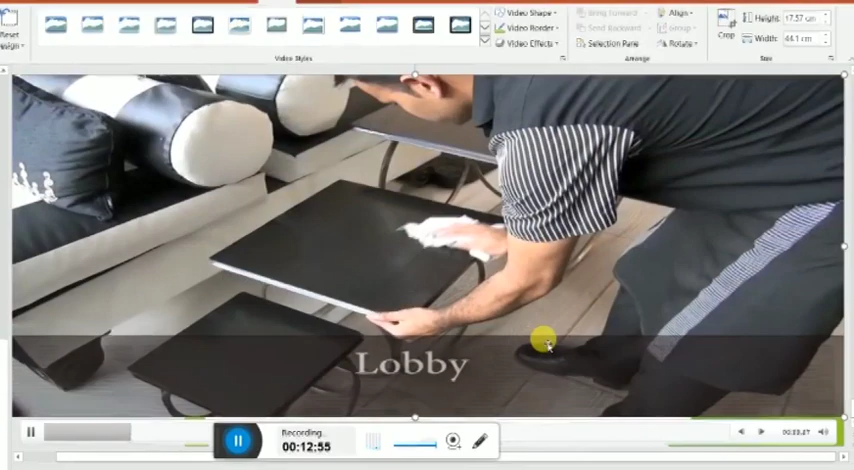 Reset
Design
Video Shape
Video Border
Video Effects
Video Styles
Bring Forward
Send Backward
Selection Pane
Align
Group
Rotate
Arrange
Crop
Height: 17.57 cm
Width: 44.1 cm
Size
Lobby
Recording...
00:12:55